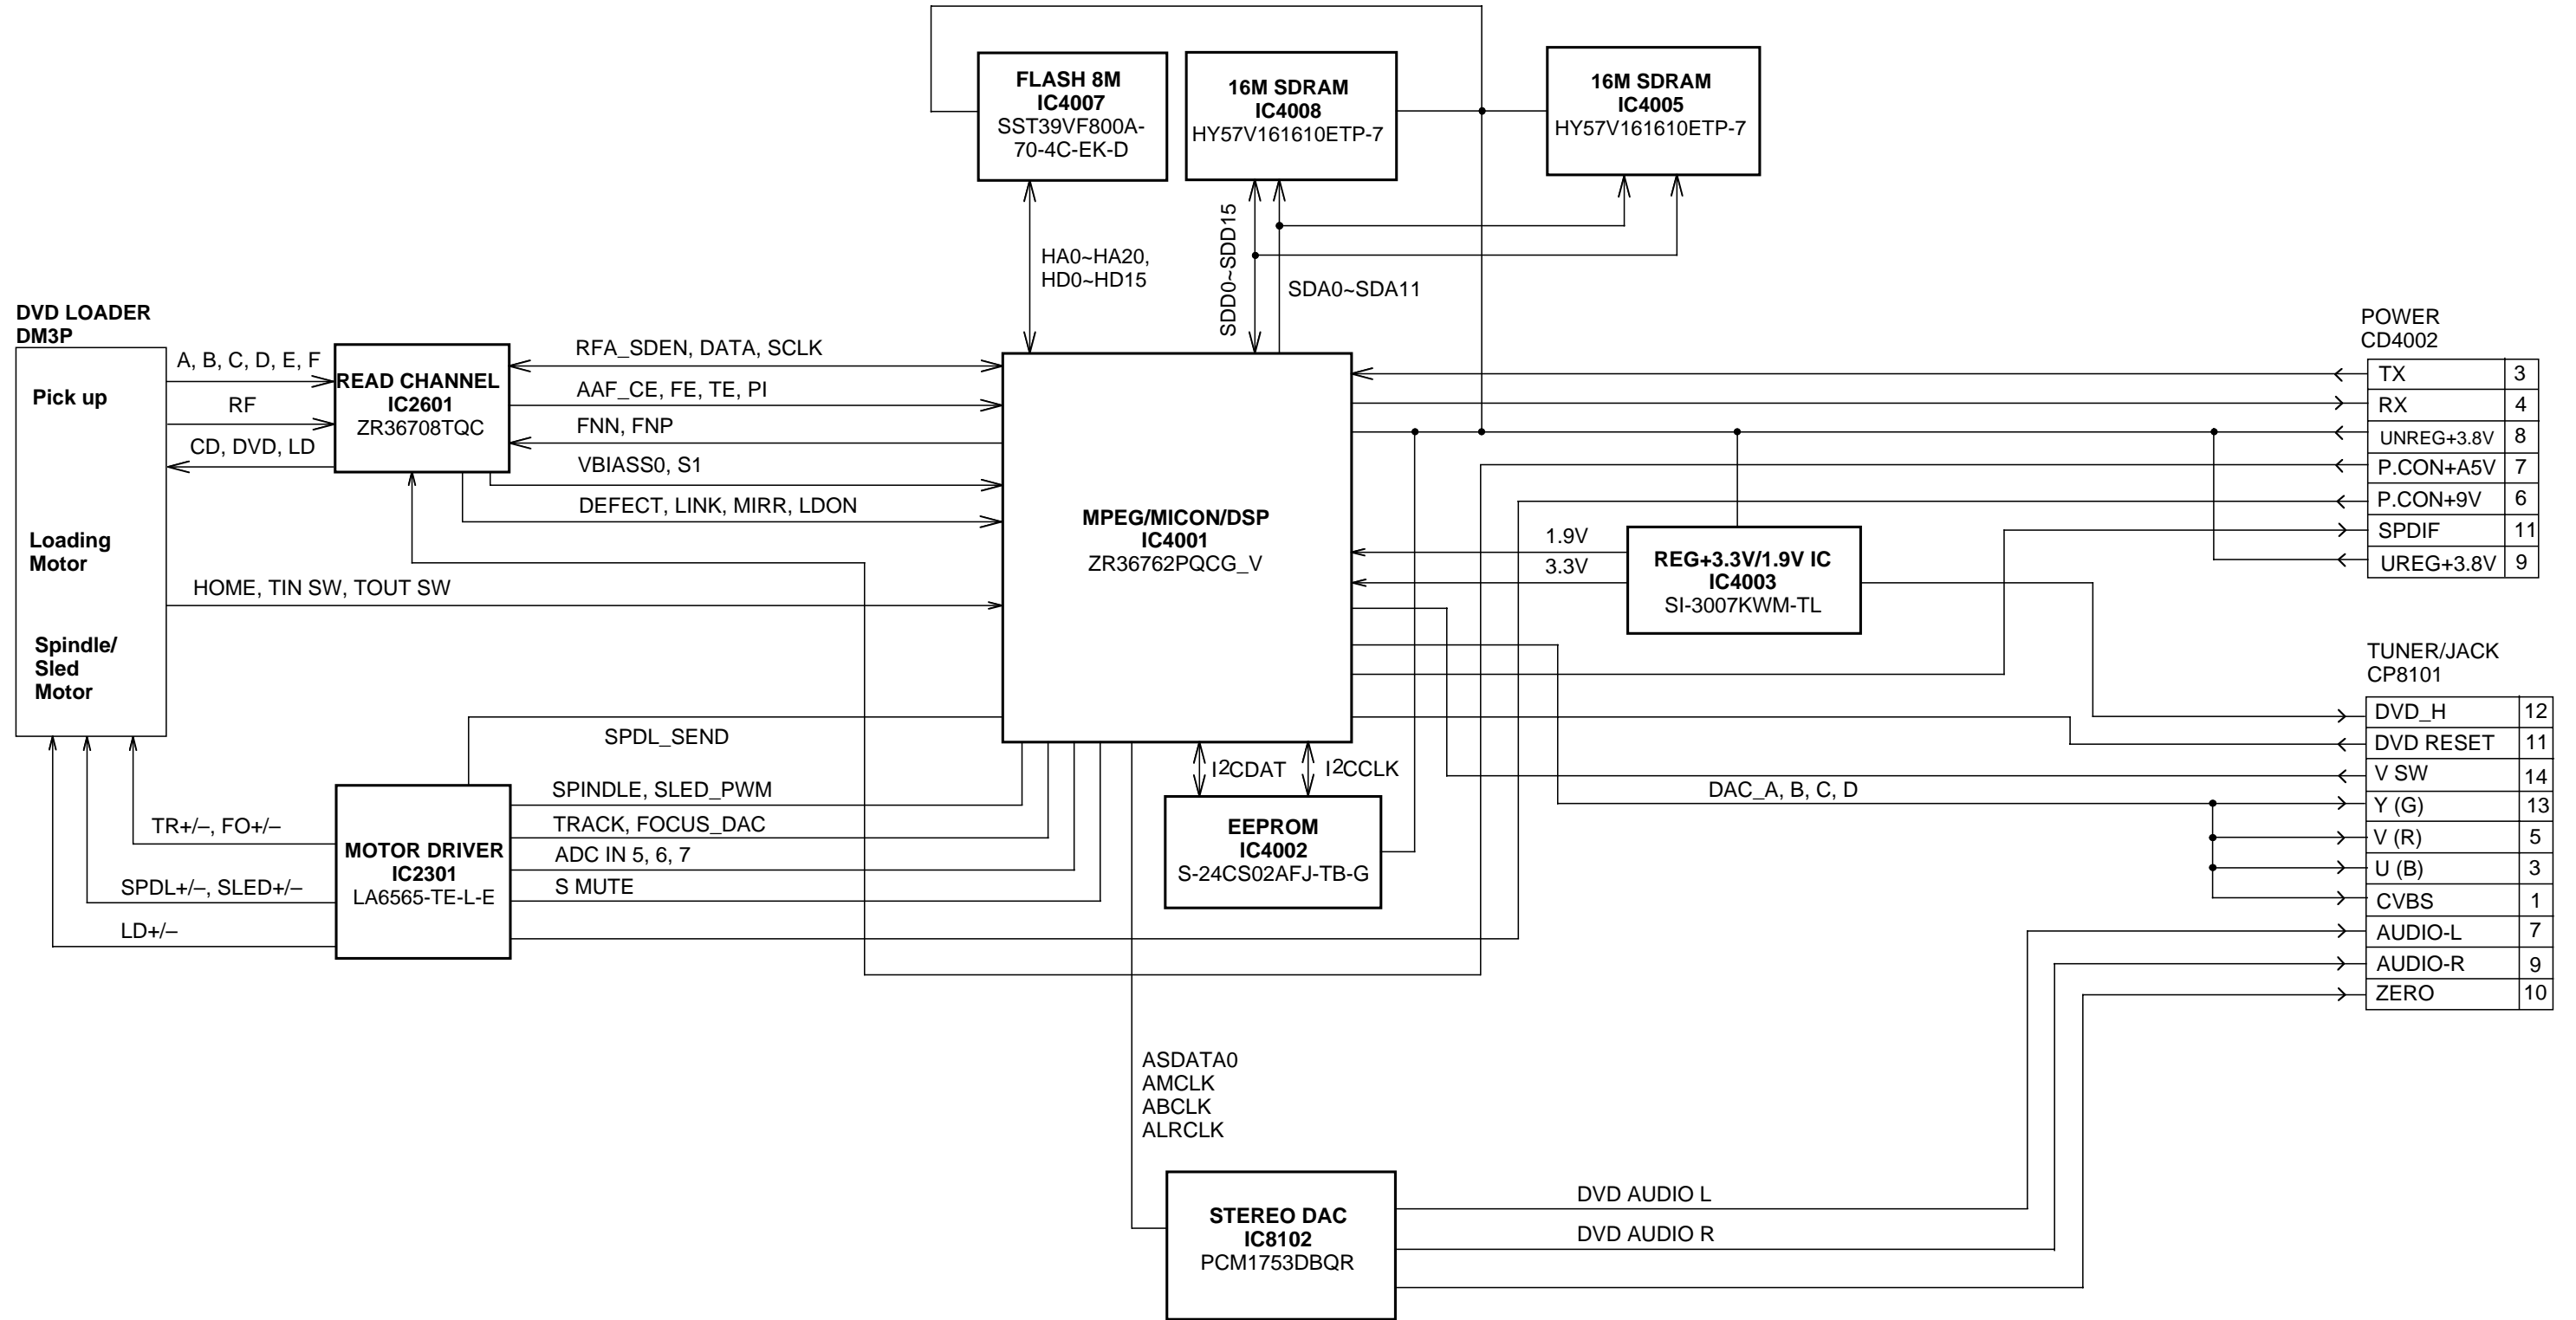 FLASH 8M
IC4007
SST39VF800A-
70-4C-EK-D
16M SDRAM
IC4008
HY57V161610ETP-7
16M SDRAM
IC4005
HY57V161610ETP-7
HA0~HA20,
HD0~HD15
SDD0~SDD15
SDA0~SDA11
DVD LOADER
DM3P
Pick up
Loading
Motor
Spindle/
Sled
Motor
A, B, C, D, E, F
RF
CD, DVD, LD
READ CHANNEL
IC2601
ZR36708TQC
RFA_SDEN, DATA, SCLK
AAF_CE, FE, TE, PI
FNN, FNP
VBIASS0, S1
DEFECT, LINK, MIRR, LDON
HOME, TIN SW, TOUT SW
MPEG/MICON/DSP
IC4001
ZR36762PQCG_V
1.9V
3.3V
REG+3.3V/1.9V IC
IC4003
SI-3007KWM-TL
POWER
CD4002
TX 3
RX 4
UNREG+3.8V 8
P.CON+A5V 7
P.CON+9V 6
SPDIF 11
UREG+3.8V 9
TUNER/JACK
CP8101
DVD_H 12
DVD RESET 11
V SW 14
Y (G) 13
V (R) 5
U (B) 3
CVBS 1
AUDIO-L 7
AUDIO-R 9
ZERO 10
DAC_A, B, C, D
SPDL_SEND
SPINDLE, SLED_PWM
TRACK, FOCUS_DAC
ADC IN 5, 6, 7
S MUTE
TR+/–, FO+/–
SPDL+/–, SLED+/–
LD+/–
MOTOR DRIVER
IC2301
LA6565-TE-L-E
I2CDAT
I2CCLK
EEPROM
IC4002
S-24CS02AFJ-TB-G
ASDATA0
AMCLK
ABCLK
ALRCLK
STEREO DAC
IC8102
PCM1753DBQR
DVD AUDIO L
DVD AUDIO R